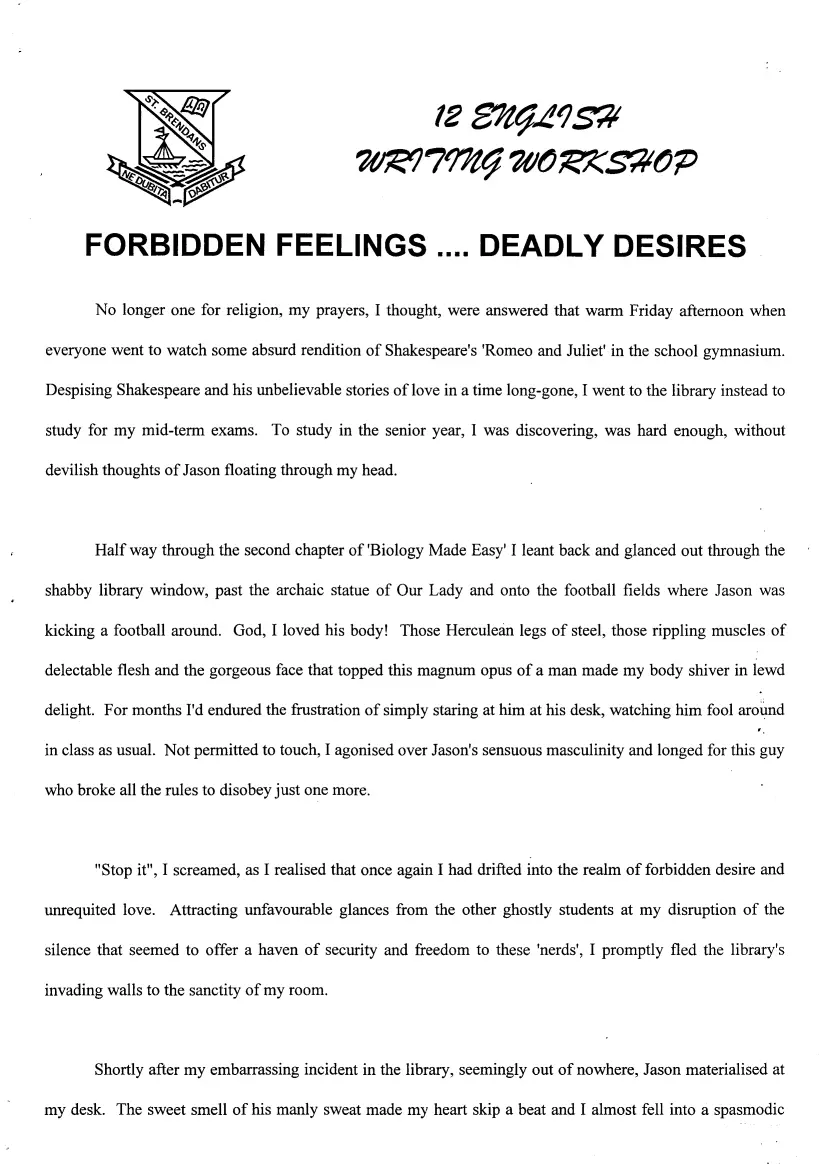 ST. BRENDANS
NE DUBITA DABITUR
12 ENGLISH
WRITING WORKSHOP
FORBIDDEN FEELINGS .... DEADLY DESIRES
No longer one for religion, my prayers, I thought, were answered that warm Friday afternoon when
everyone went to watch some absurd rendition of Shakespeare's 'Romeo and Juliet' in the school gymnasium.
Despising Shakespeare and his unbelievable stories of love in a time long-gone, I went to the library instead to
study for my mid-term exams. To study in the senior year, I was discovering, was hard enough, without
devilish thoughts of Jason floating through my head.
Half way through the second chapter of 'Biology Made Easy' I leant back and glanced out through the
shabby library window, past the archaic statue of Our Lady and onto the football fields where Jason was
kicking a football around. God, I loved his body! Those Herculean legs of steel, those rippling muscles of
delectable flesh and the gorgeous face that topped this magnum opus of a man made my body shiver in lewd
delight. For months I'd endured the frustration of simply staring at him at his desk, watching him fool around
in class as usual. Not permitted to touch, I agonised over Jason's sensuous masculinity and longed for this guy
who broke all the rules to disobey just one more.
"Stop it", I screamed, as I realised that once again I had drifted into the realm of forbidden desire and
unrequited love. Attracting unfavourable glances from the other ghostly students at my disruption of the
silence that seemed to offer a haven of security and freedom to these 'nerds', I promptly fled the library's
invading walls to the sanctity of my room.
Shortly after my embarrassing incident in the library, seemingly out of nowhere, Jason materialised at
my desk. The sweet smell of his manly sweat made my heart skip a beat and I almost fell into a spasmodic